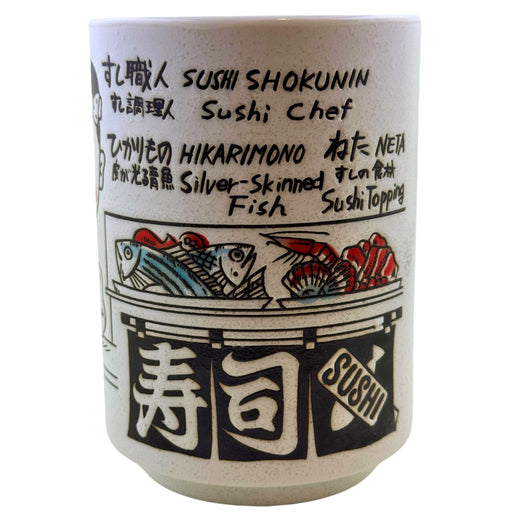 すし職人 SUSHI SHOKUNIN
すし調理人 Sushi Chef
ひかりもの HIKARIMONO
皮が光る青魚 Silver-Skinned
Fish
ねた NETA
すしの食材
Sushi Topping
寿司
SUSHI